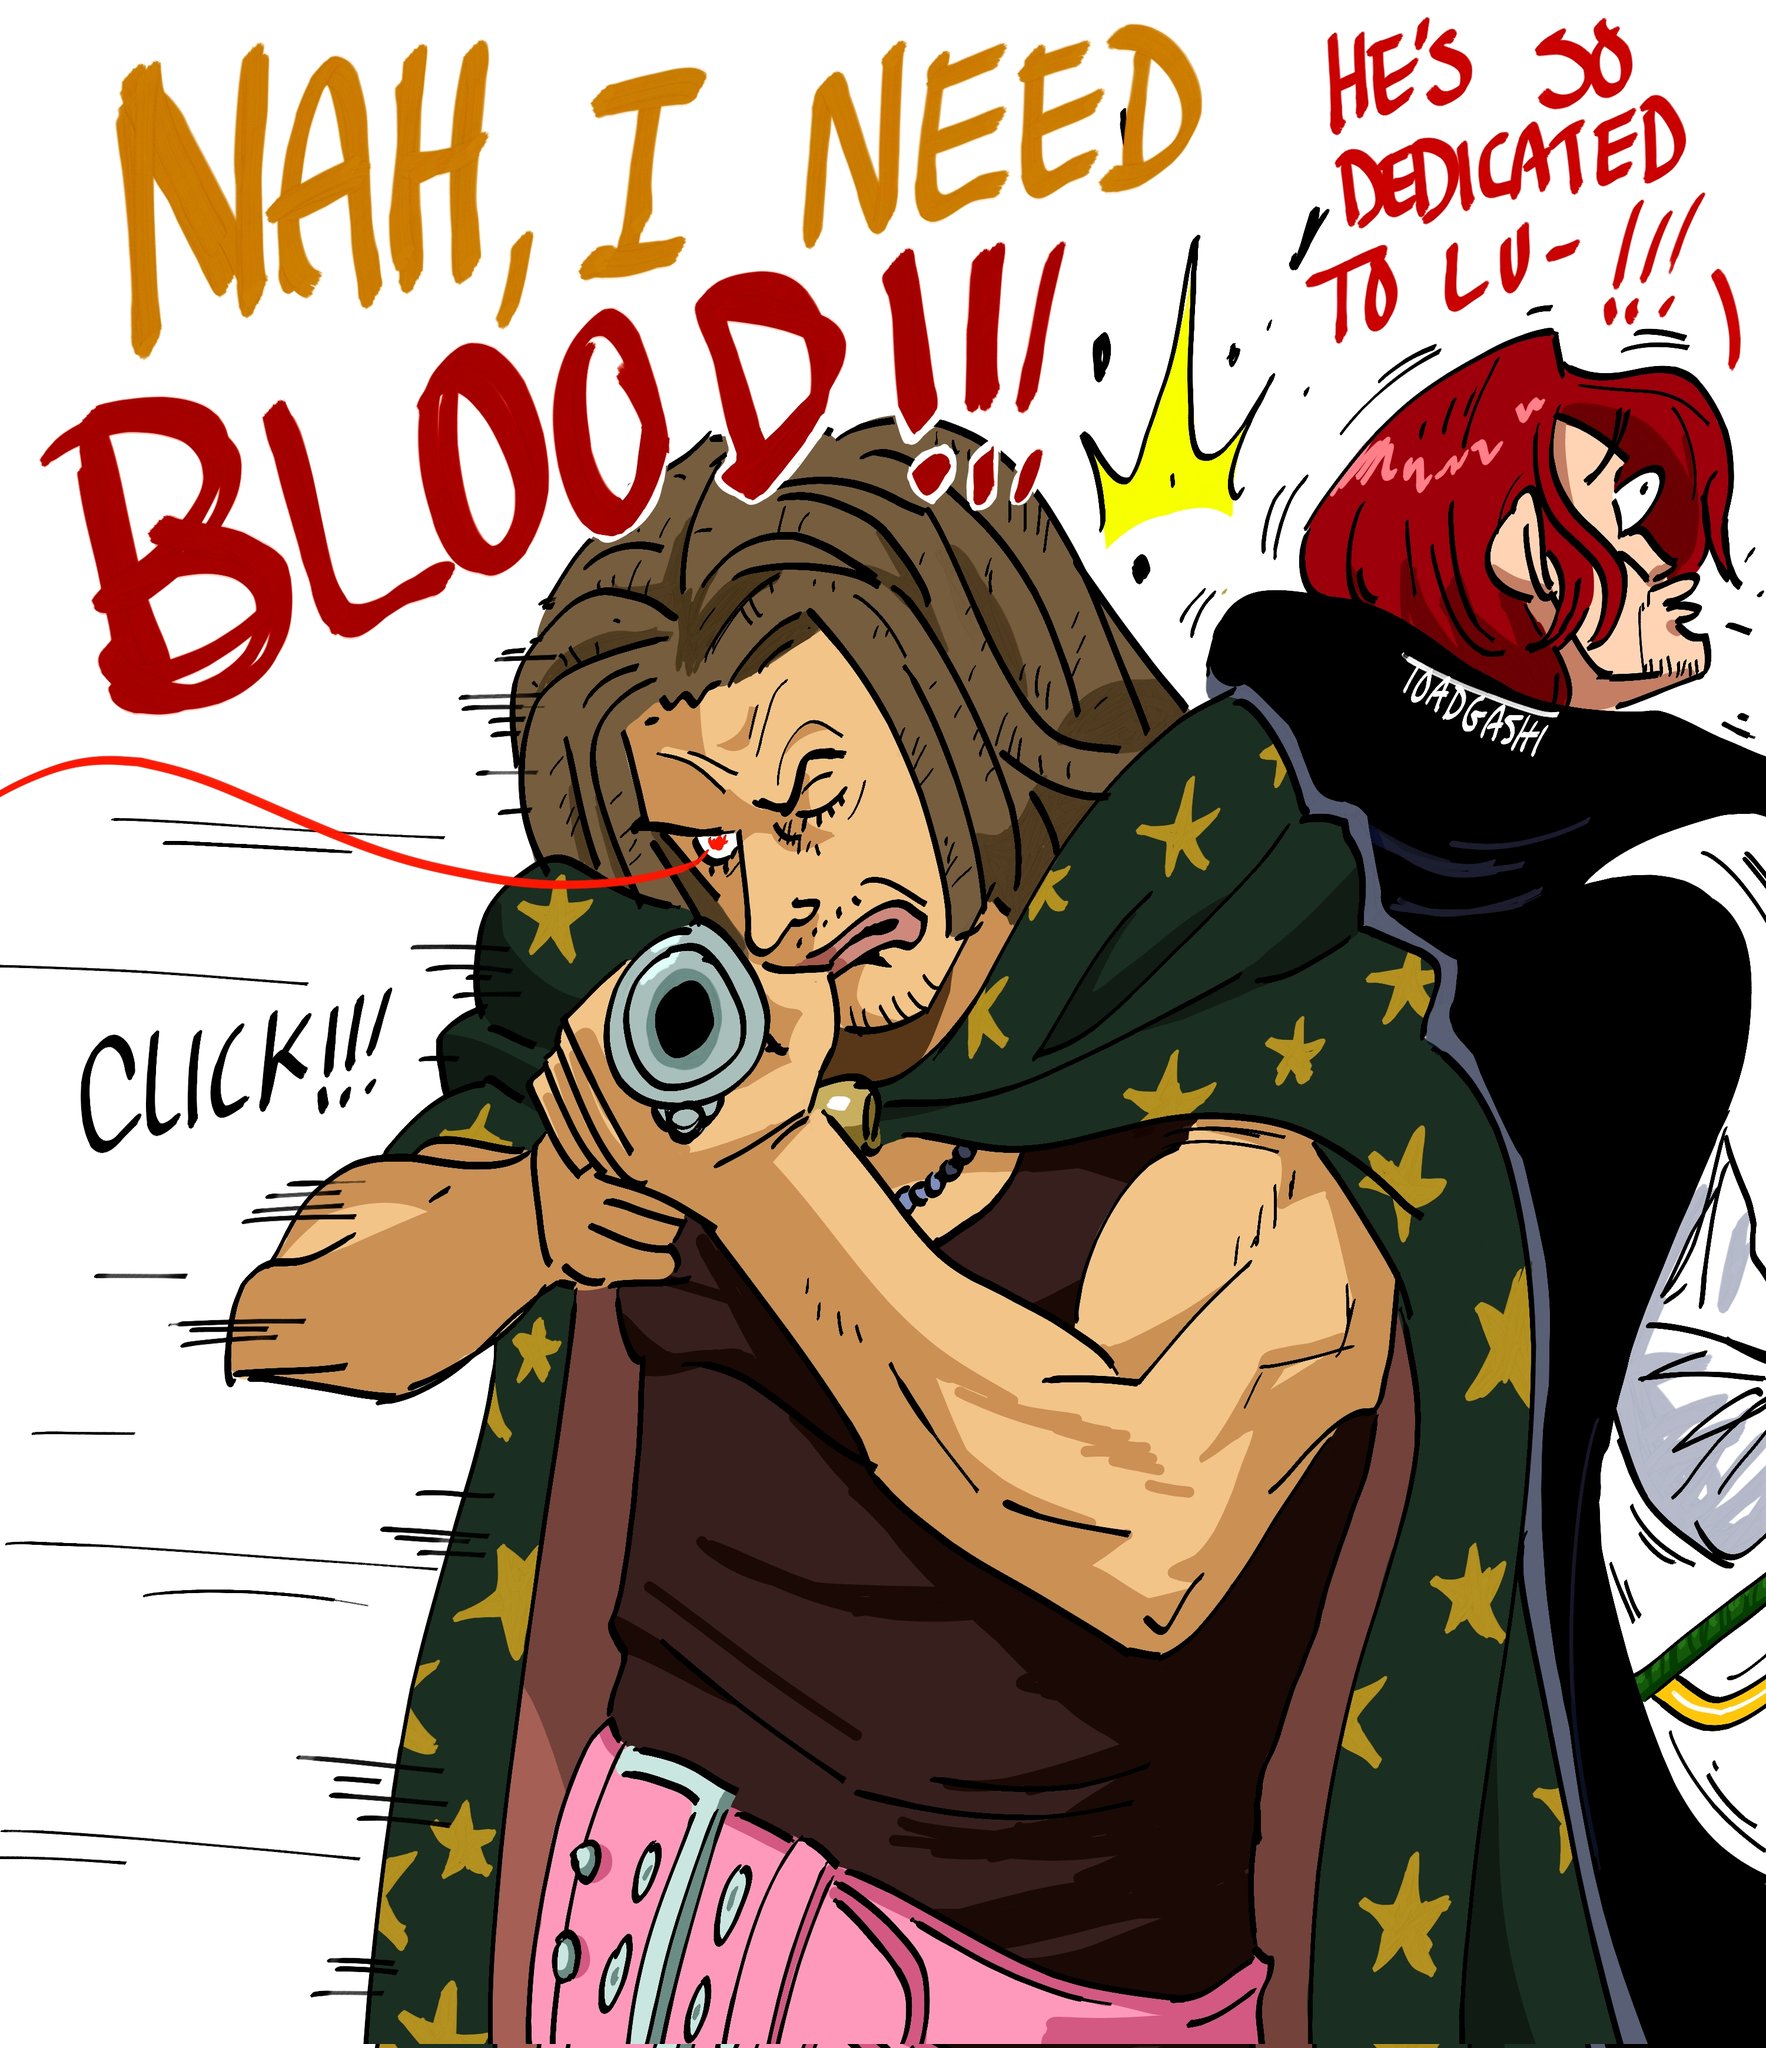 NAH, I NEED
BLOOD!!!
HE'S SO
DEDICATED
TO LU-!!!
TOADGASHI
CLICK!!!